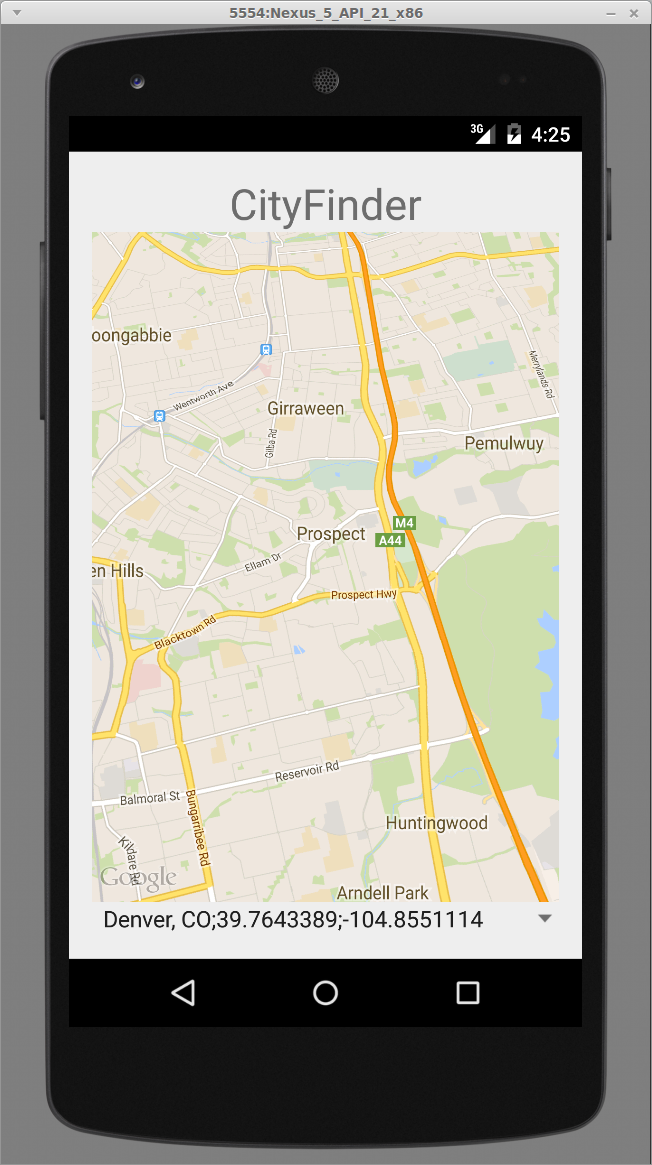 5554:Nexus_5_API_21_x86
3G
4:25
CityFinder
oongabbie
Merrylands Rd
Wentworth Ave
Girraween
Gilba Rd
Pemulwuy
M4
Prospect
A44
Ellam Dr
en Hills
Prospect Hwy
Blacktown Rd
Reservoir Rd
Balmoral St
Bungarribee Rd
Huntingwood
Kildare Rd
Google
Arndell Park
Denver, CO;39.7643389;-104.8551114